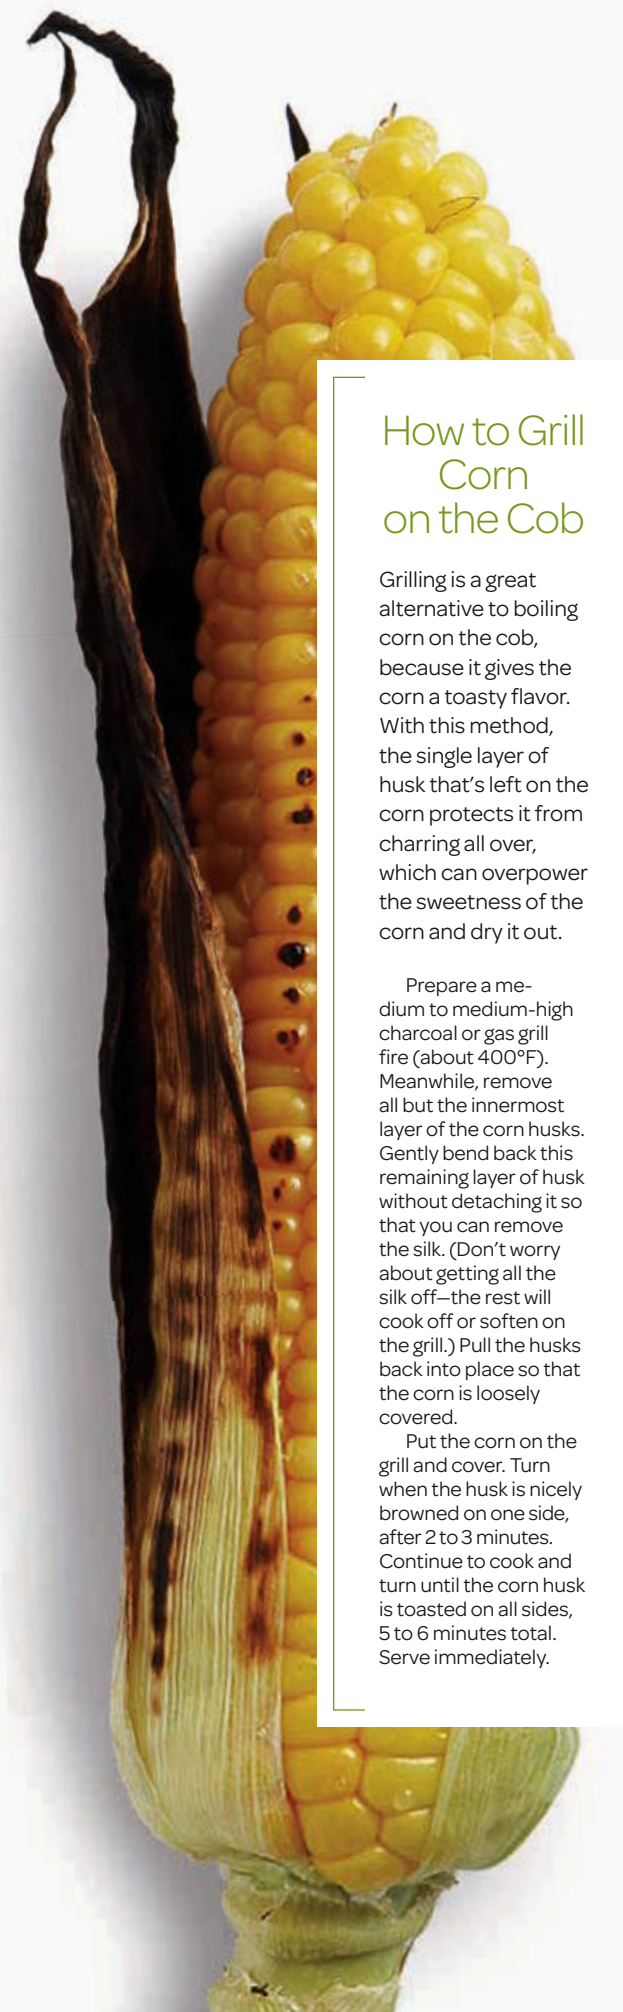 How to Grill
Corn
on the Cob
Grilling is a great
alternative to boiling
corn on the cob,
because it gives the
corn a toasty flavor.
With this method,
the single layer of
husk that’s left on the
corn protects it from
charring all over,
which can overpower
the sweetness of the
corn and dry it out.
Prepare a me-
dium to medium-high
charcoal or gas grill
fire (about 400°F).
Meanwhile, remove
all but the innermost
layer of the corn husks.
Gently bend back this
remaining layer of husk
without detaching it so
that you can remove
the silk. (Don’t worry
about getting all the
silk off—the rest will
cook off or soften on
the grill.) Pull the husks
back into place so that
the corn is loosely
covered.
Put the corn on the
grill and cover. Turn
when the husk is nicely
browned on one side,
after 2 to 3 minutes.
Continue to cook and
turn until the corn husk
is toasted on all sides,
5 to 6 minutes total.
Serve immediately.